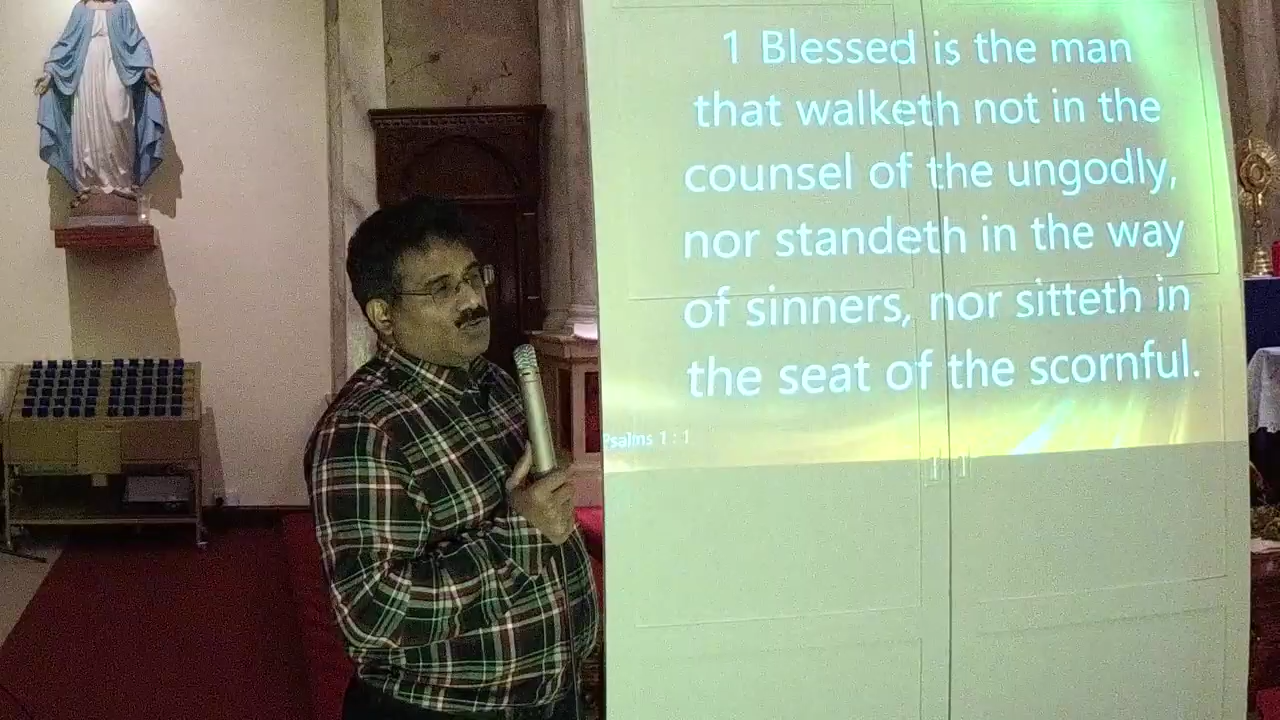 1 Blessed is the man
that walketh not in the
counsel of the ungodly,
nor standeth in the way
of sinners, nor sitteth in
the seat of the scornful.
Psalms 1 : 1